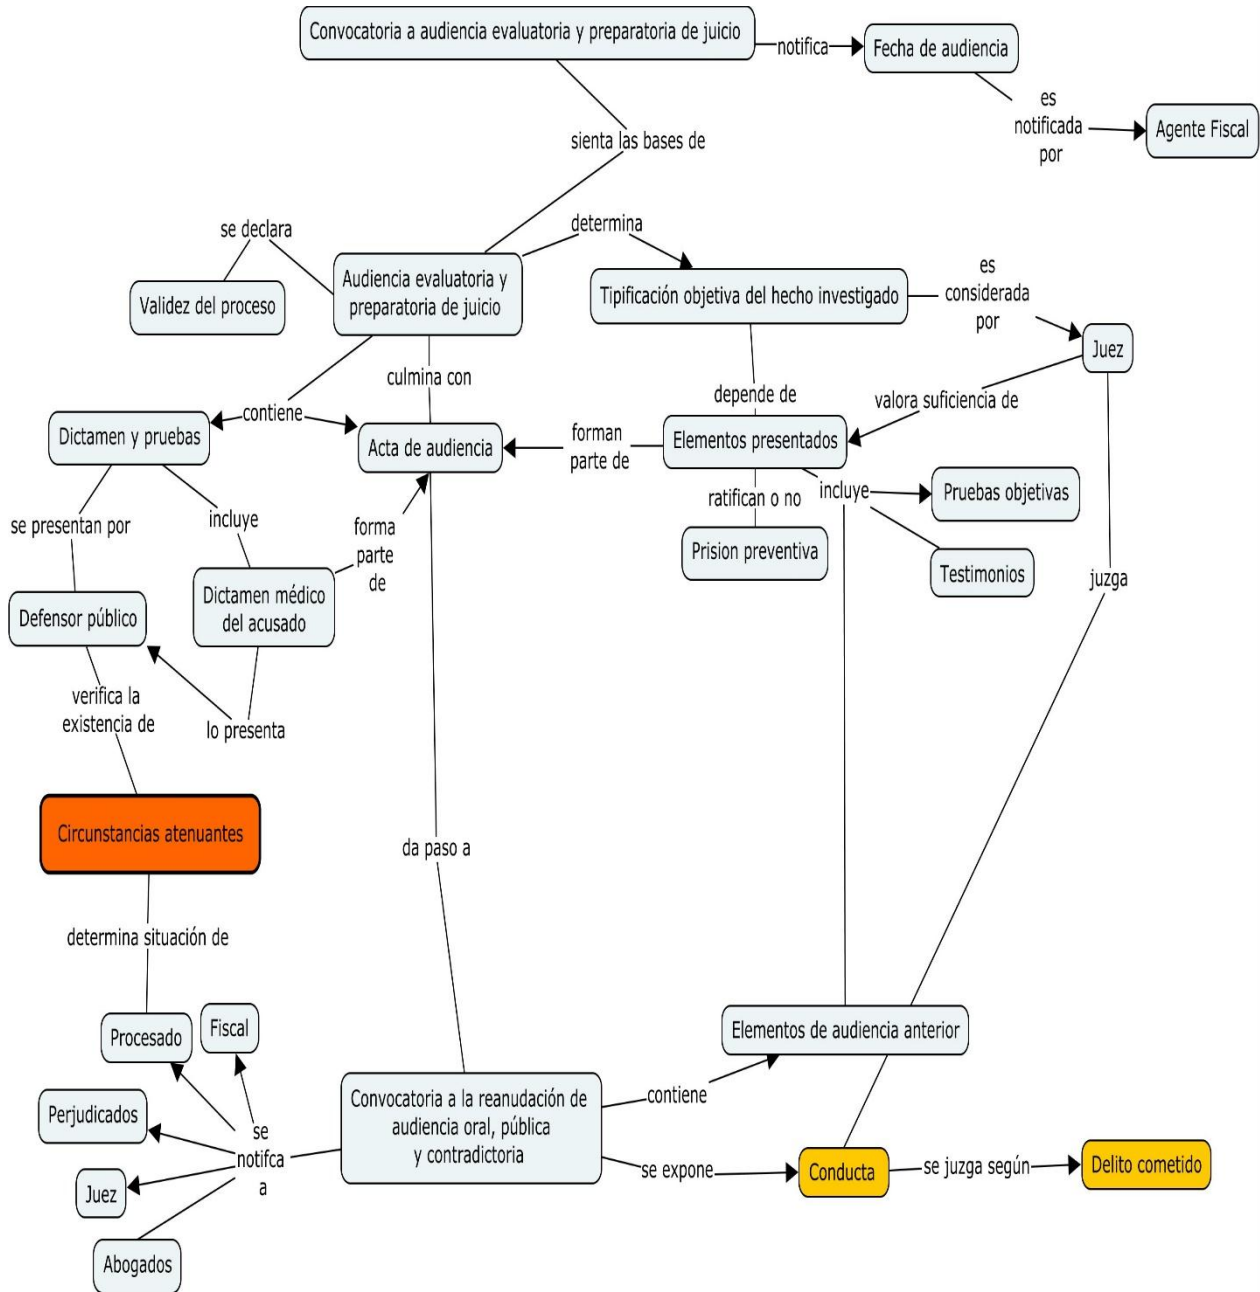 Convocatoria a audiencia evaluatoria y preparatoria de juicio
notifica
Fecha de audiencia
es
notificada
por
Agente Fiscal
sienta las bases de
se declara
determina
Validez del proceso
Audiencia evaluatoria y
preparatoria de juicio
Tipificación objetiva del hecho investigado
es
considerada
por
Juez
culmina con
depende de
valora suficiencia de
contiene
Dictamen y pruebas
Acta de audiencia
forman
parte de
Elementos presentados
ratifican o no
incluye
Pruebas objetivas
se presentan por
incluye
forma
parte
de
Prision preventiva
Testimonios
juzga
Defensor público
Dictamen médico
del acusado
verifica la
existencia de
lo presenta
Circunstancias atenuantes
da paso a
determina situación de
Procesado
Fiscal
Elementos de audiencia anterior
Perjudicados
se
notifca
a
Convocatoria a la reanudación de
audiencia oral, pública
y contradictoria
contiene
se expone
Conducta
se juzga según
Delito cometido
Juez
Abogados